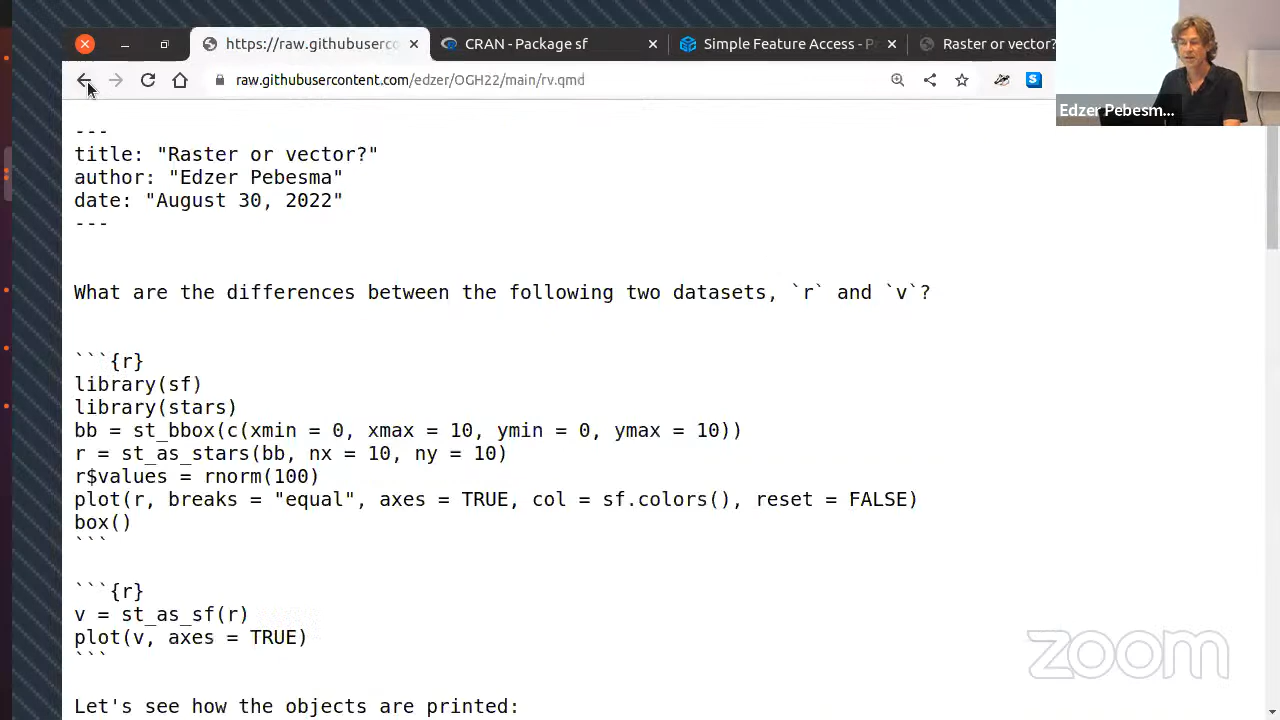 https://raw.githubuserco
CRAN - Package sf
Simple Feature Access - P
Raster or vector?
raw.githubusercontent.com/edzer/OGH22/main/rv.qmd
Edzer Pebesm...
---
title: "Raster or vector?"
author: "Edzer Pebesma"
date: "August 30, 2022"
---
What are the differences between the following two datasets, `r` and `v`?
```{r}
library(sf)
library(stars)
bb = st_bbox(c(xmin = 0, xmax = 10, ymin = 0, ymax = 10))
r = st_as_stars(bb, nx = 10, ny = 10)
r$values = rnorm(100)
plot(r, breaks = "equal", axes = TRUE, col = sf.colors(), reset = FALSE)
box()
```
```{r}
v = st_as_sf(r)
plot(v, axes = TRUE)
```
zoom
Let's see how the objects are printed: